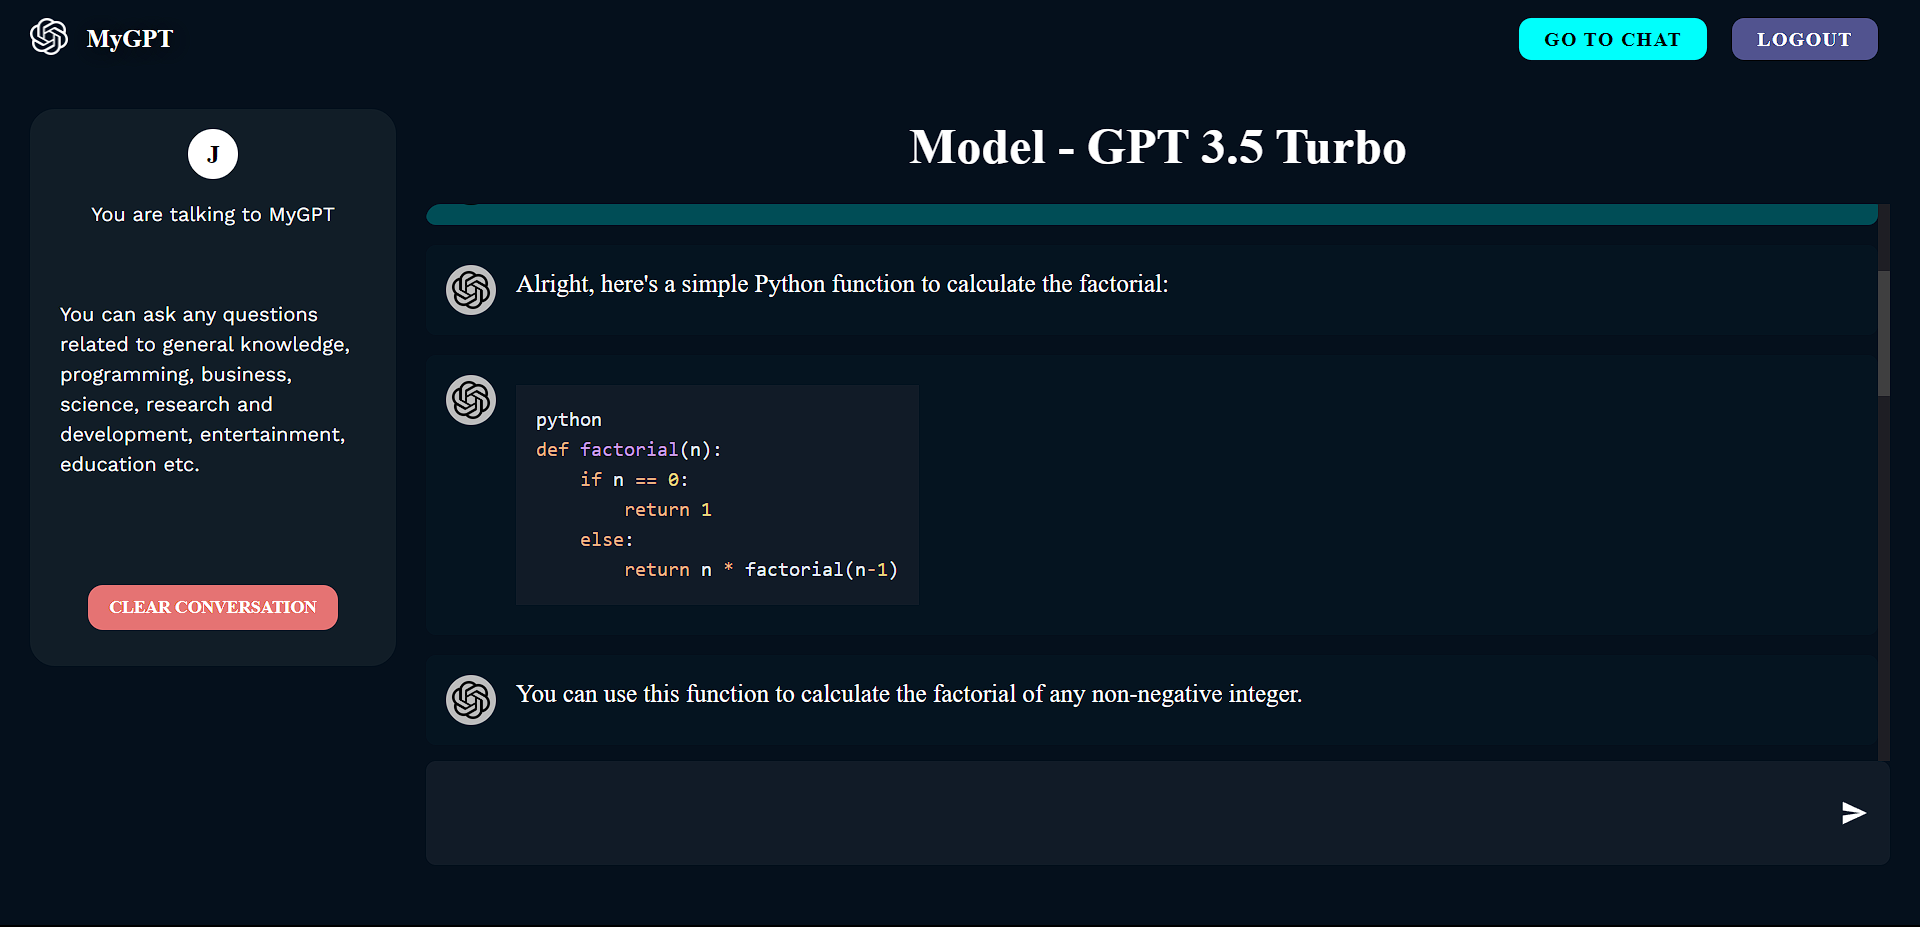 MyGPT
GO TO CHAT
LOGOUT
J
You are talking to MyGPT
You can ask any questions
related to general knowledge,
programming, business,
science, research and
development, entertainment,
education etc.
CLEAR CONVERSATION
Model - GPT 3.5 Turbo
Alright, here's a simple Python function to calculate the factorial:
python
def factorial(n):
    if n == 0:
        return 1
    else:
        return n * factorial(n-1)
You can use this function to calculate the factorial of any non-negative integer.